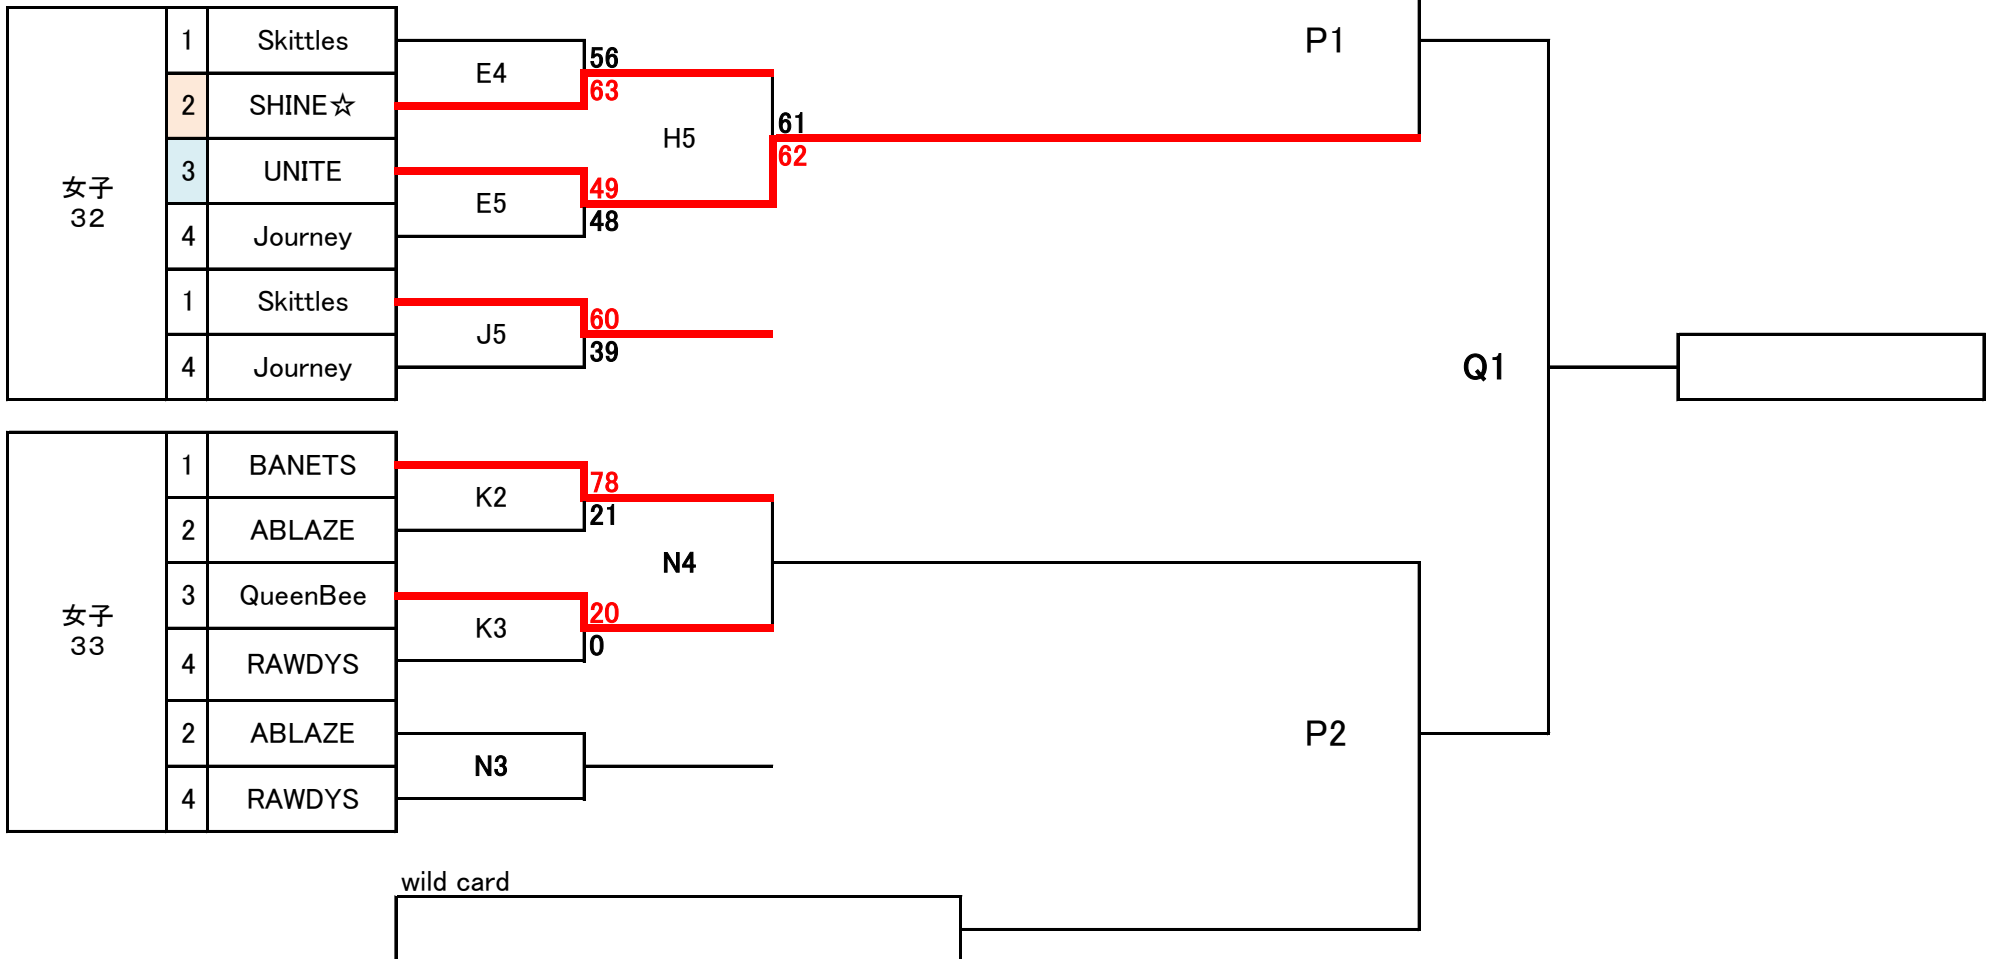 女子
３２
1 Skittles
2 SHINE☆
3 UNITE
4 Journey
1 Skittles
4 Journey
E4
56
63
E5
49
48
H5
61
62
J5
60
39
P1
Q1
女子
３３
1 BANETS
2 ABLAZE
3 QueenBee
4 RAWDYS
2 ABLAZE
4 RAWDYS
K2
78
21
K3
20
0
N4
N3
P2
wild card